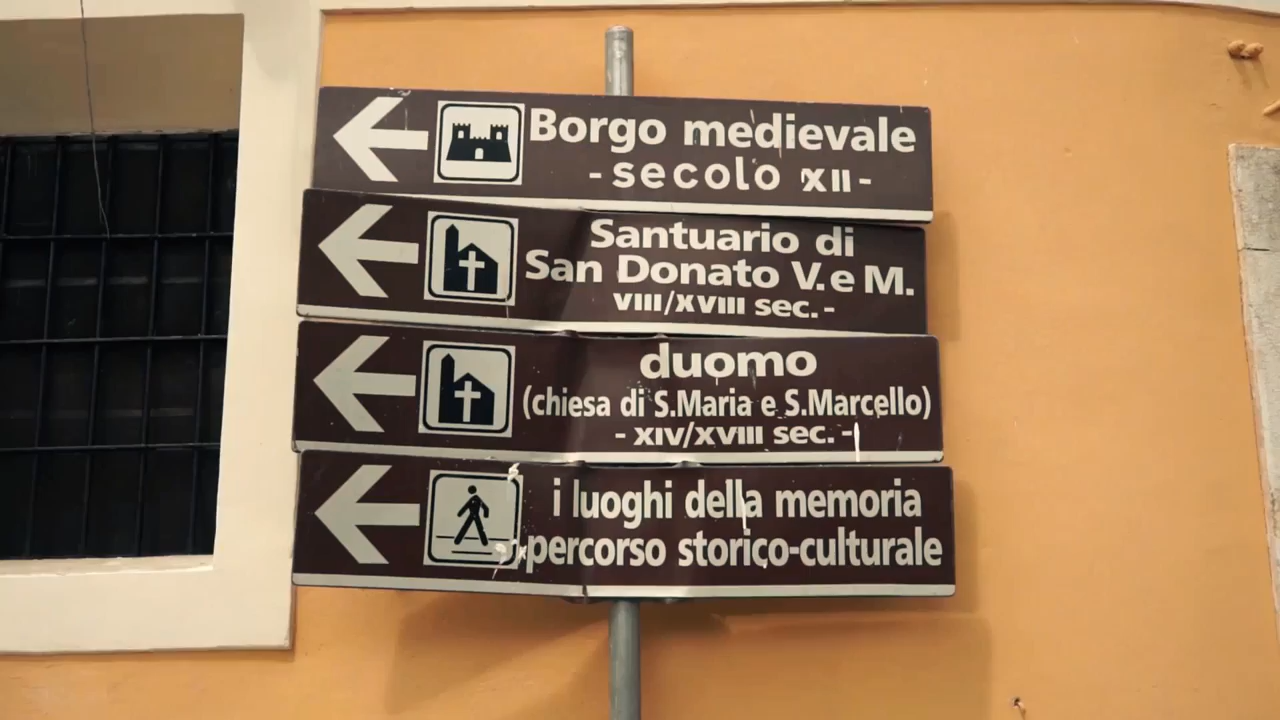 Borgo medievale
-secolo XII-
Santuario di
San Donato V.e M.
VIII/XVIII sec.-
duomo
(chiesa di S.Maria e S.Marcello)
- XIV/XVIII sec. -
i luoghi della memoria
percorso storico-culturale